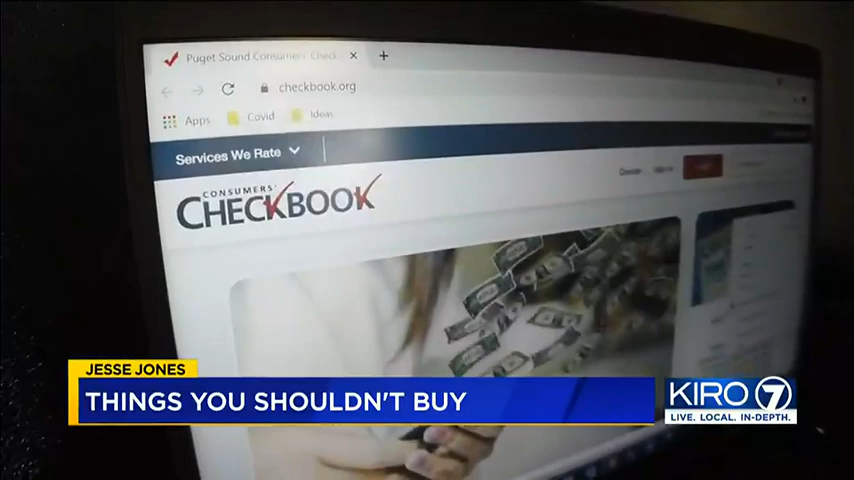 Puget Sound Consumers' Check
checkbook.org
Apps
Covid
Ideas
Services We Rate
CONSUMERS'
CHECKBOOK
JESSE JONES
THINGS YOU SHOULDN'T BUY
KIRO 7
LIVE. LOCAL. IN-DEPTH.